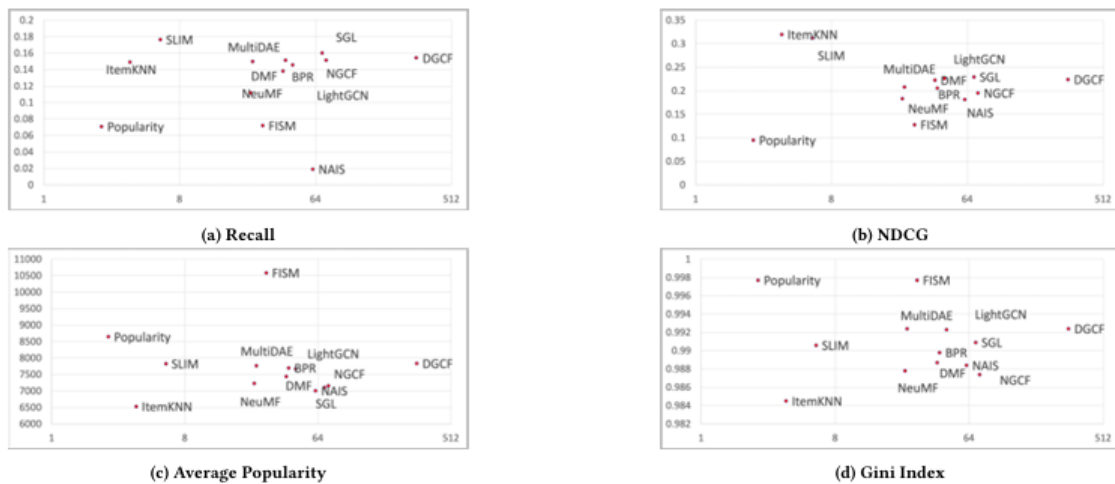 0.2
0.18
0.16
0.14
0.12
0.1
0.08
0.06
0.04
0.02
0
1 8 64 512
SLIM
SGL
MultiDAE
ItemKNN
DGCF
DMF BPR NGCF
NeuMF LightGCN
Popularity
FISM
NAIS
(a) Recall
0.35
0.3
0.25
0.2
0.15
0.1
0.05
0
1 8 64 512
ItemKNN
SLIM
LightGCN
MultiDAE
DMF SGL DGCF
BPR NGCF
NeuMF NAIS
FISM
Popularity
(b) NDCG
11000
10500
10000
9500
9000
8500
8000
7500
7000
6500
6000
1 8 64 512
FISM
Popularity
MultiDAE LightGCN
SLIM BPR DGCF
NGCF
DMF NAIS
NeuMF SGL
ItemKNN
(c) Average Popularity
1
0.998
0.996
0.994
0.992
0.99
0.988
0.986
0.984
0.982
1 8 64 512
Popularity FISM
MultiDAE LightGCN
DGCF
SLIM SGL
BPR
DMF NAIS
NeuMF NGCF
ItemKNN
(d) Gini Index